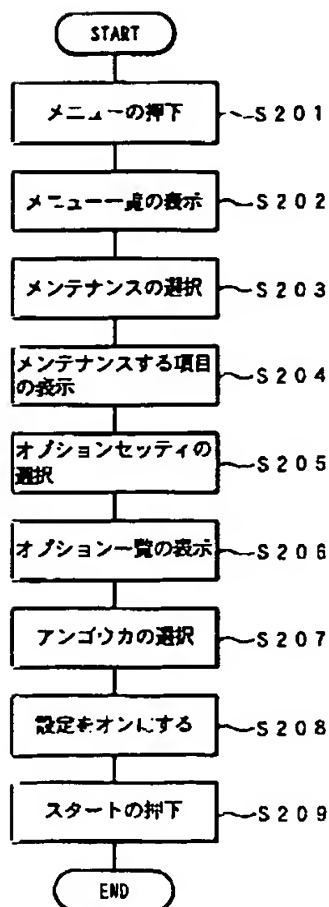 START
メニューの押下
S201
メニュー一覧の表示
S202
メンテナンスの選択
S203
メンテナンスする項目
の表示
S204
オプションセッティの
選択
S205
オプション一覧の表示
S206
アンゴウカの選択
S207
設定をオンにする
S208
スタートの押下
S209
END